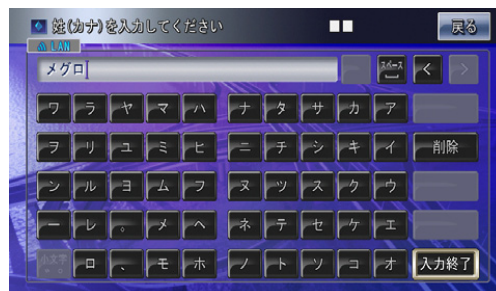 姓(カナ)を入力してください 戻る
LAN
メグロ スペース < >
ワ ラ ヤ マ ハ ナ タ サ カ ア
ヲ リ ユ ミ ヒ ニ チ シ キ イ 削除
ン ル ヨ ム フ ヌ ツ ス ク ウ
ー レ 。 メ ヘ ネ テ セ ケ エ
小文字 ロ 、 モ ホ ノ ト ソ コ オ 入力終了